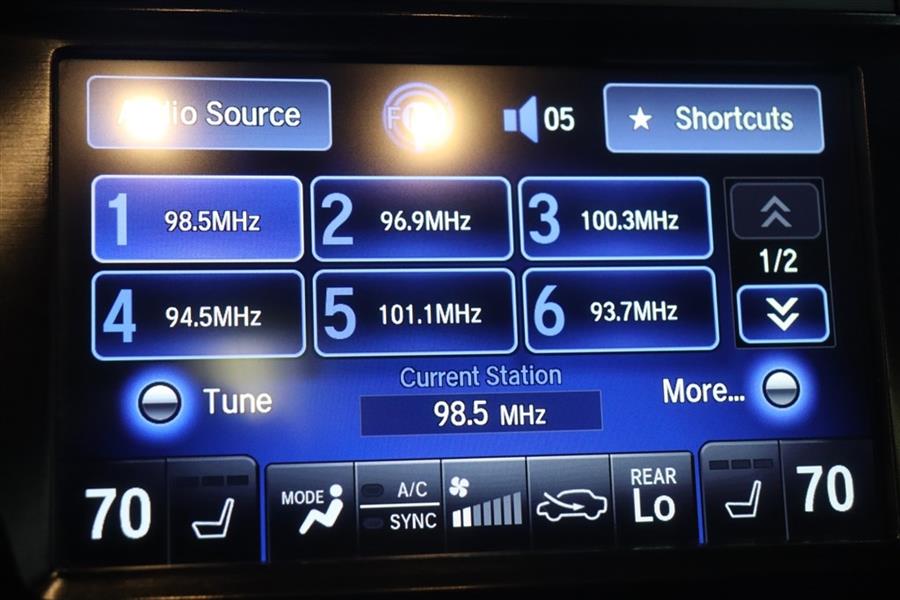 Audio Source
FM
05
Shortcuts
1 98.5MHz
2 96.9MHz
3 100.3MHz
1/2
4 94.5MHz
5 101.1MHz
6 93.7MHz
Tune
Current Station
98.5 MHz
More...
70
MODE
A/C
SYNC
REAR
Lo
70